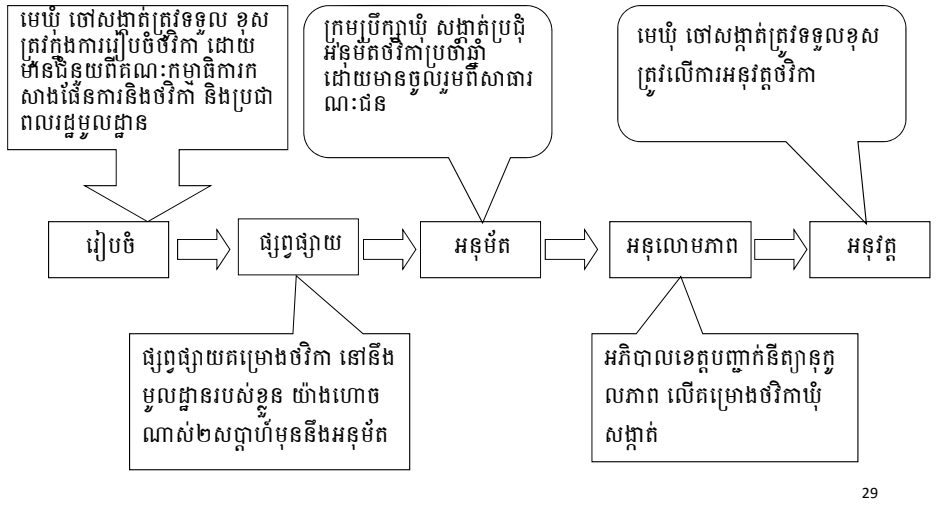 មេឃុំ ចៅសង្កាត់ត្រូវទទួល ខុស
ត្រូវក្នុងការរៀបចំថវិកា ដោយ
មានជំនួយពីគណៈកម្មាធិការក
សាងផែនការនិងថវិកា និងប្រជា
ពលរដ្ឋមូលដ្ឋាន
ក្រុមប្រឹក្សាឃុំ សង្កាត់ប្រជុំ
អនុម័តថវិកាប្រចាំឆ្នាំ
ដោយមានចូលរួមពីសាធារ
ណៈជន
មេឃុំ ចៅសង្កាត់ត្រូវទទួលខុស
ត្រូវលើការអនុវត្តថវិកា
រៀបចំ
ផ្សព្វផ្សាយ
អនុម័ត
អនុលោមភាព
អនុវត្ត
ផ្សព្វផ្សាយគម្រោងថវិកា នៅនឹង
មូលដ្ឋានរបស់ខ្លួន យ៉ាងហោច
ណាស់២សប្តាហ៍មុននឹងអនុម័ត
អភិបាលខេត្តបញ្ជាក់នីត្យានុកូ
លភាព លើគម្រោងថវិកាឃុំ
សង្កាត់
29